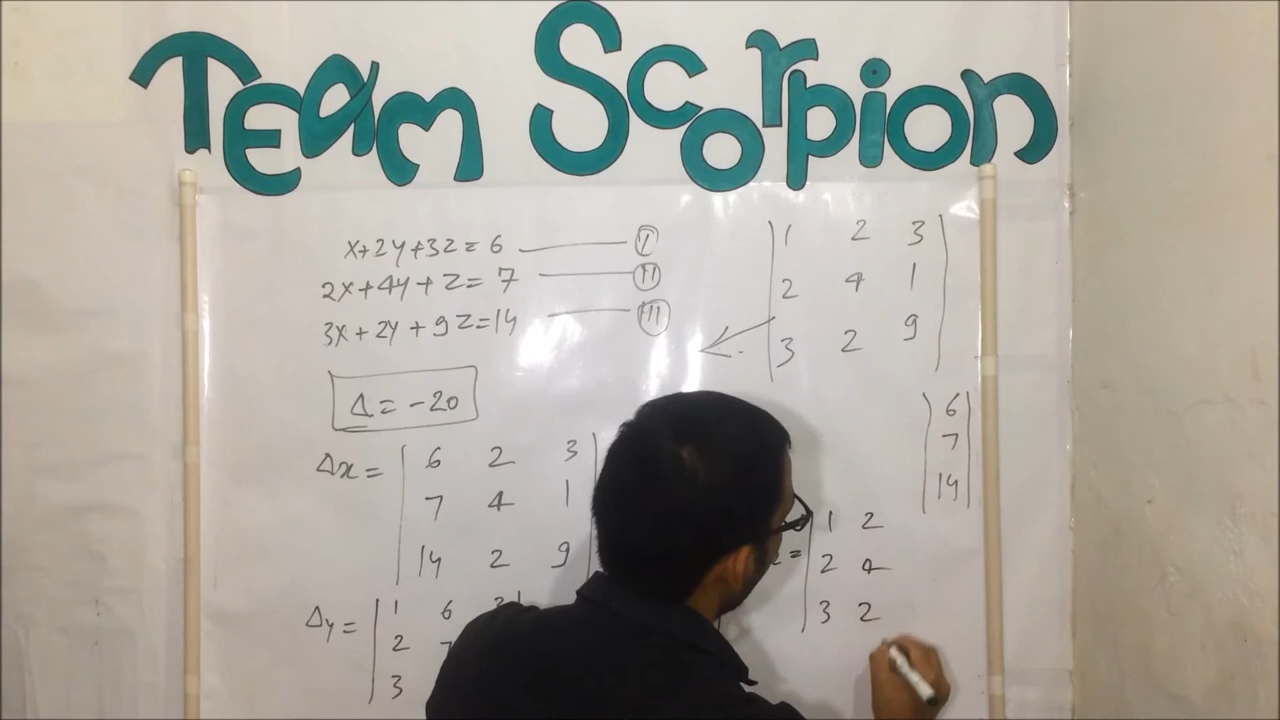 TEam Scorpion
x+2y+3z=6 ——— I
2x+4y+z=7 ——— II
3x+2y+9z=14 ——— III
1 2 3
2 4 1
3 2 9
Δ=-20
6
7
14
Δx= 6 2 3
7 4 1
14 2 9
Δy= 1 6
2
3
= 1 2
2 4
3 2